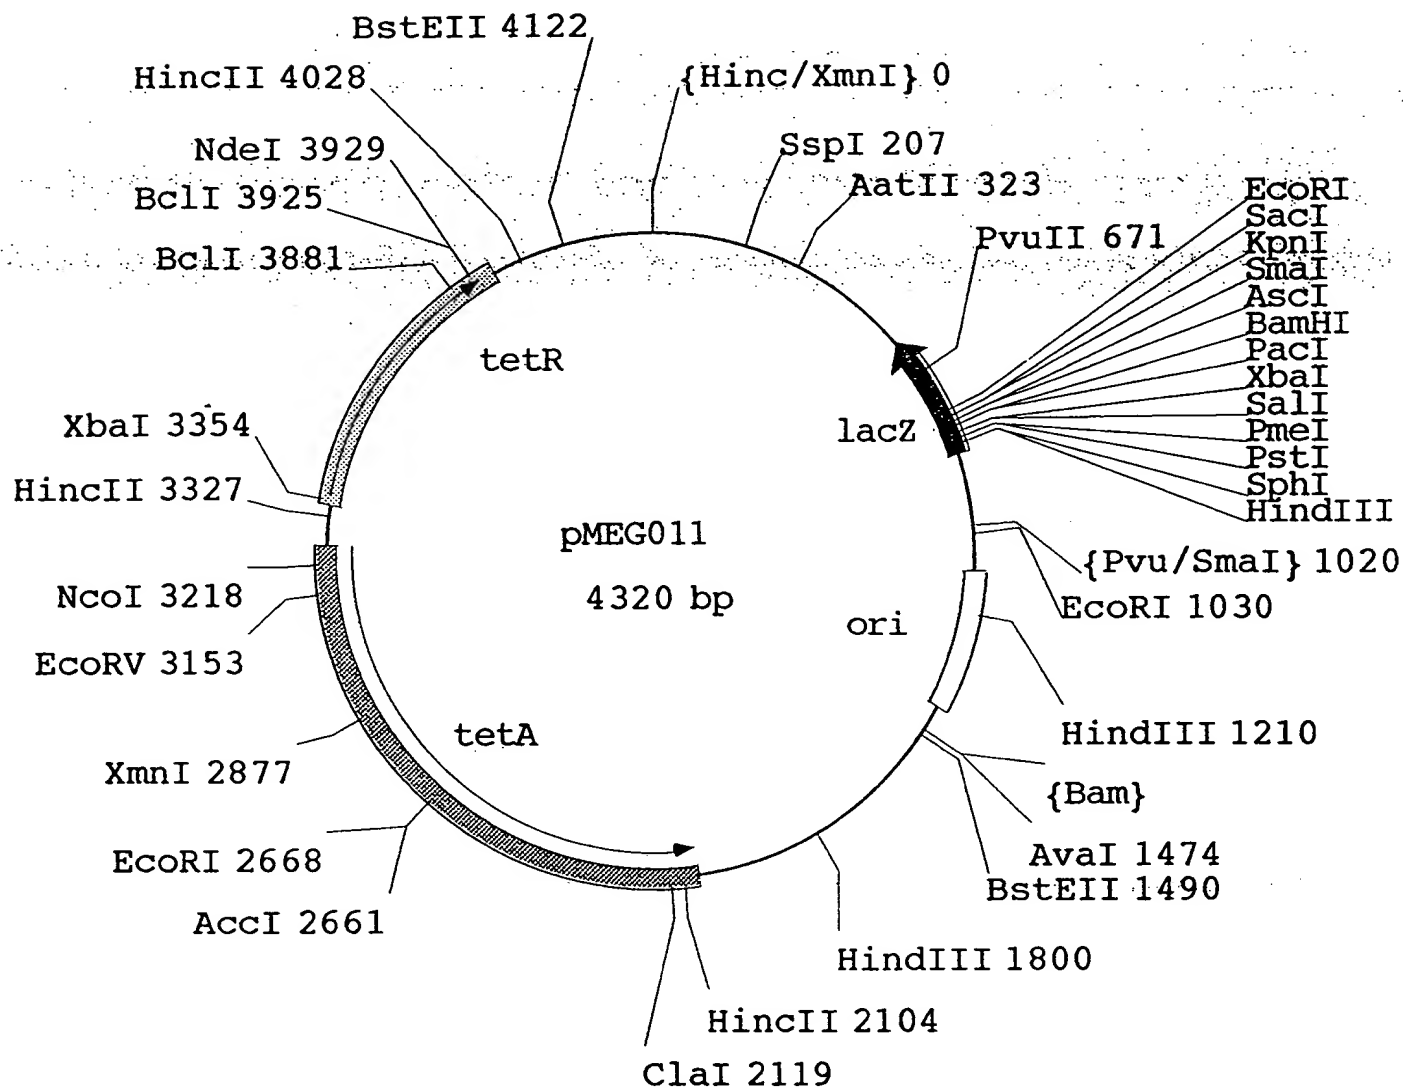 BstEII 4122
HincII 4028
{Hinc/XmnI} 0
NdeI 3929
SspI 207
BclI 3925
AatII 323
EcoRI
SacI
PvuII 671
KpnI
BclI 3881
SmaI
AscI
BamHI
PacI
tetR
XbaI
SalI
XbaI 3354
lacZ
PmeI
PstI
HincII 3327
SphI
HindIII
pMEG011
{Pvu/SmaI} 1020
NcoI 3218
4320 bp
EcoRI 1030
ori
EcoRV 3153
tetA
HindIII 1210
XmnI 2877
{Bam}
EcoRI 2668
AvaI 1474
BstEII 1490
AccI 2661
HindIII 1800
HincII 2104
ClaI 2119